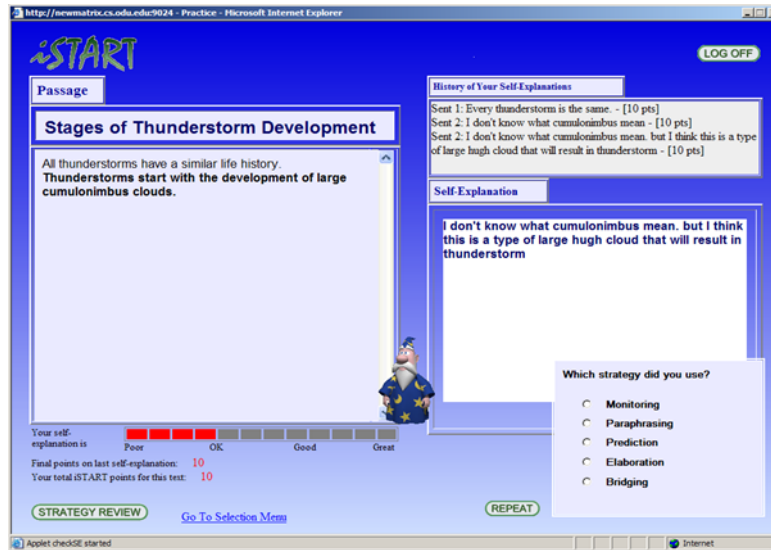 http://newmatrix.cs.odu.edu:9024 - Practice - Microsoft Internet Explorer
iSTART
LOG OFF
Passage
Stages of Thunderstorm Development
All thunderstorms have a similar life history.
Thunderstorms start with the development of large
cumulonimbus clouds.
History of Your Self-Explanations
Sent 1: Every thunderstorm is the same. - [10 pts]
Sent 2: I don't know what cumulonimbus mean - [10 pts]
Sent 2: I don't know what cumulonimbus mean. but I think this is a type
of large hugh cloud that will result in thunderstorm - [10 pts]
Self-Explanation
I don't know what cumulonimbus mean. but I think
this is a type of large hugh cloud that will result in
thunderstorm
Which strategy did you use?
Monitoring
Paraphrasing
Prediction
Elaboration
Bridging
Your self-
explanation is
Poor OK Good Great
Final points on last self-explanation: 10
Your total iSTART points for this test: 10
STRATEGY REVIEW
Go To Selection Menu
REPEAT
Applet checkSE started
Internet